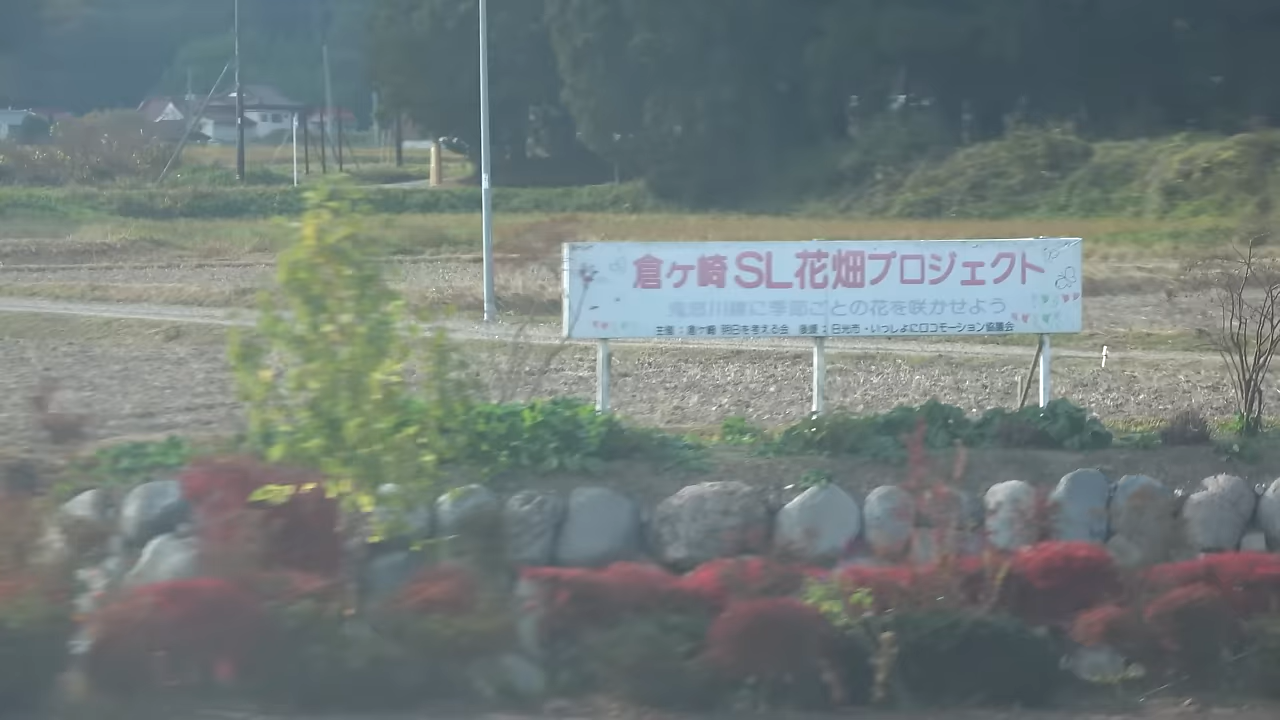 倉ヶ崎SL花畑プロジェクト
鬼怒川線に季節ごとの花を咲かせよう
主催：倉ケ崎 明日を考える会 後援：日光市・いっしょにロコモーション協議会